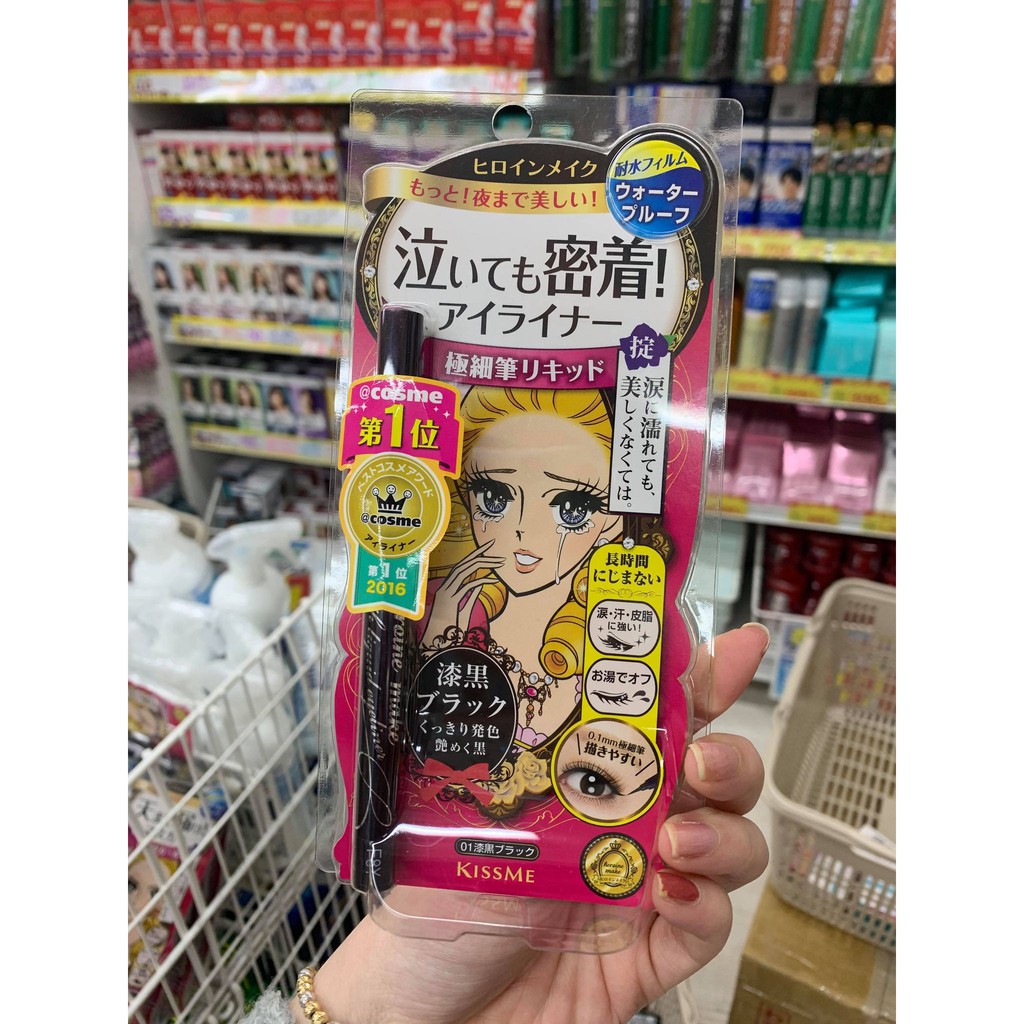 ヒロインメイク
もっと!夜まで美しい!
耐水フィルム
ウォーター
プルーフ
泣いても密着!
アイライナー
極細筆リキッド
掟
涙に濡れても、
美しくなくては。
@cosme
第1位
ベストコスメアワード
@cosme
アイライナー
第1位
2016
長時間
にじまない
涙・汗・皮脂
に強い!
お湯でオフ
漆黒
ブラック
くっきり発色
艶めく黒
0.1mm極細筆
描きやすい
01漆黒ブラック
KISSME
heroine
make